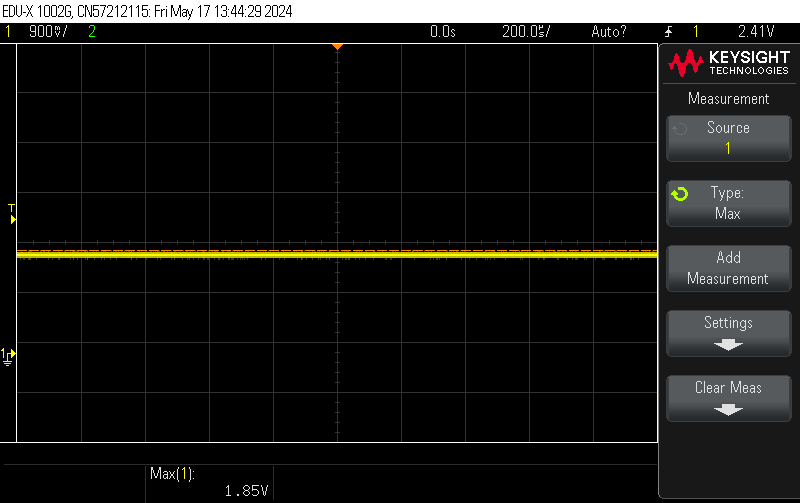 EDU-X 1002G, CN57212115: Fri May 17 13:44:29 2024
1 900mV/ 2 0.0s 200.0µs/ Auto? 1 2.41V
KEYSIGHT
TECHNOLOGIES
Measurement
Source
1
Type:
Max
Add
Measurement
Settings
Clear Meas
T
1
Max(1):
1.85V